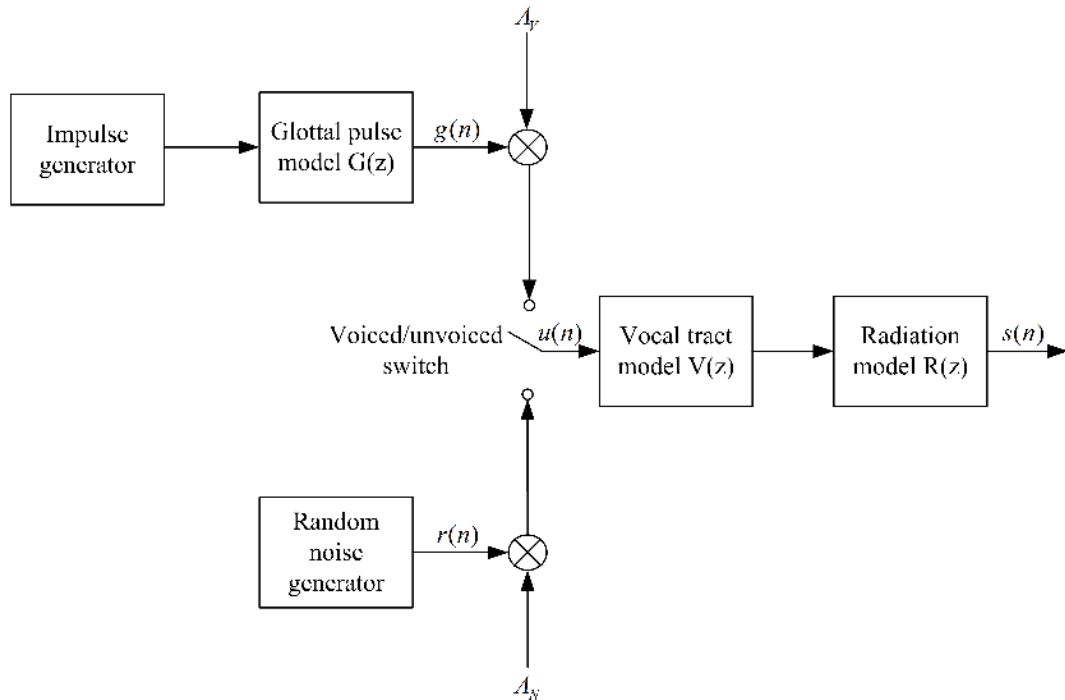 A_V
Impulse
generator
Glottal pulse
model G(z)
g(n)
Voiced/unvoiced
switch
u(n)
Vocal tract
model V(z)
Radiation
model R(z)
s(n)
Random
noise
generator
r(n)
A_N